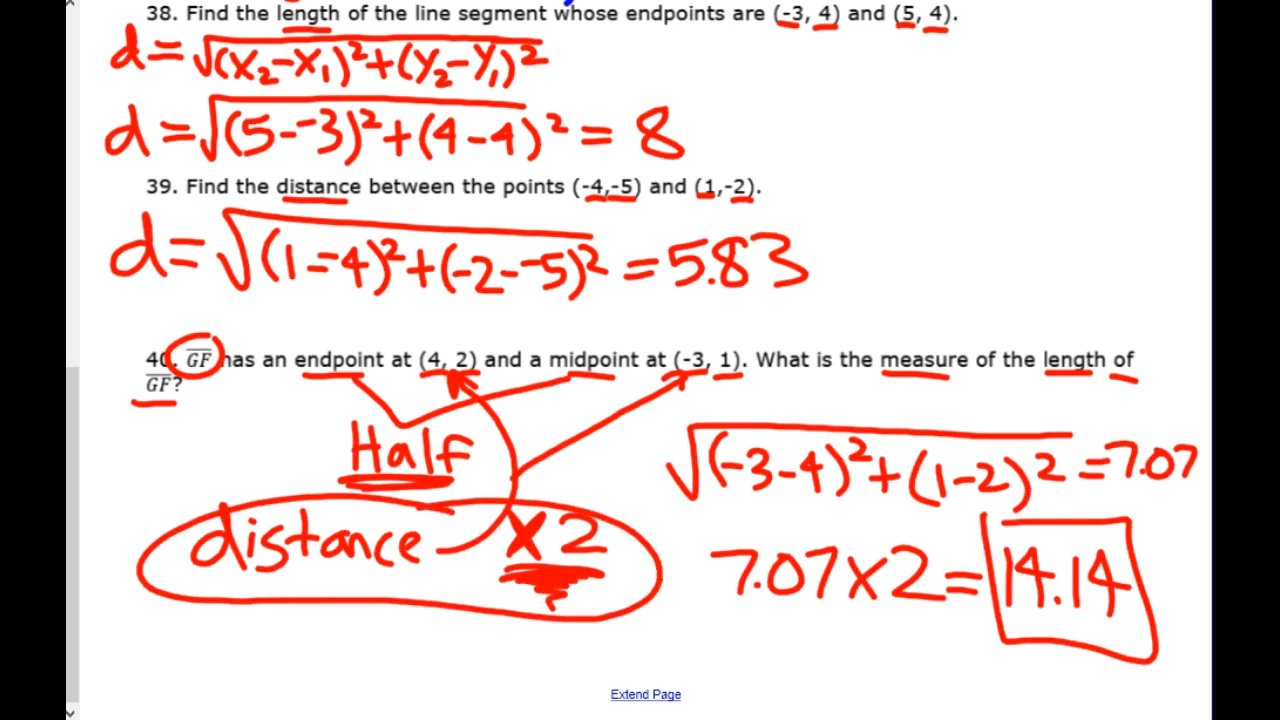 38. Find the length of the line segment whose endpoints are (-3, 4) and (5, 4).
d = √(x₂-x₁)²+(y₂-y₁)²
d = √(5--3)²+(4-4)² = 8
39. Find the distance between the points (-4,-5) and (1,-2).
d = √(1--4)²+(-2--5)² = 5.83
40. GF has an endpoint at (4, 2) and a midpoint at (-3, 1). What is the measure of the length of
GF?
Half
√(-3-4)²+(1-2)² = 7.07
distance x2
7.07x2 = 14.14
Extend Page